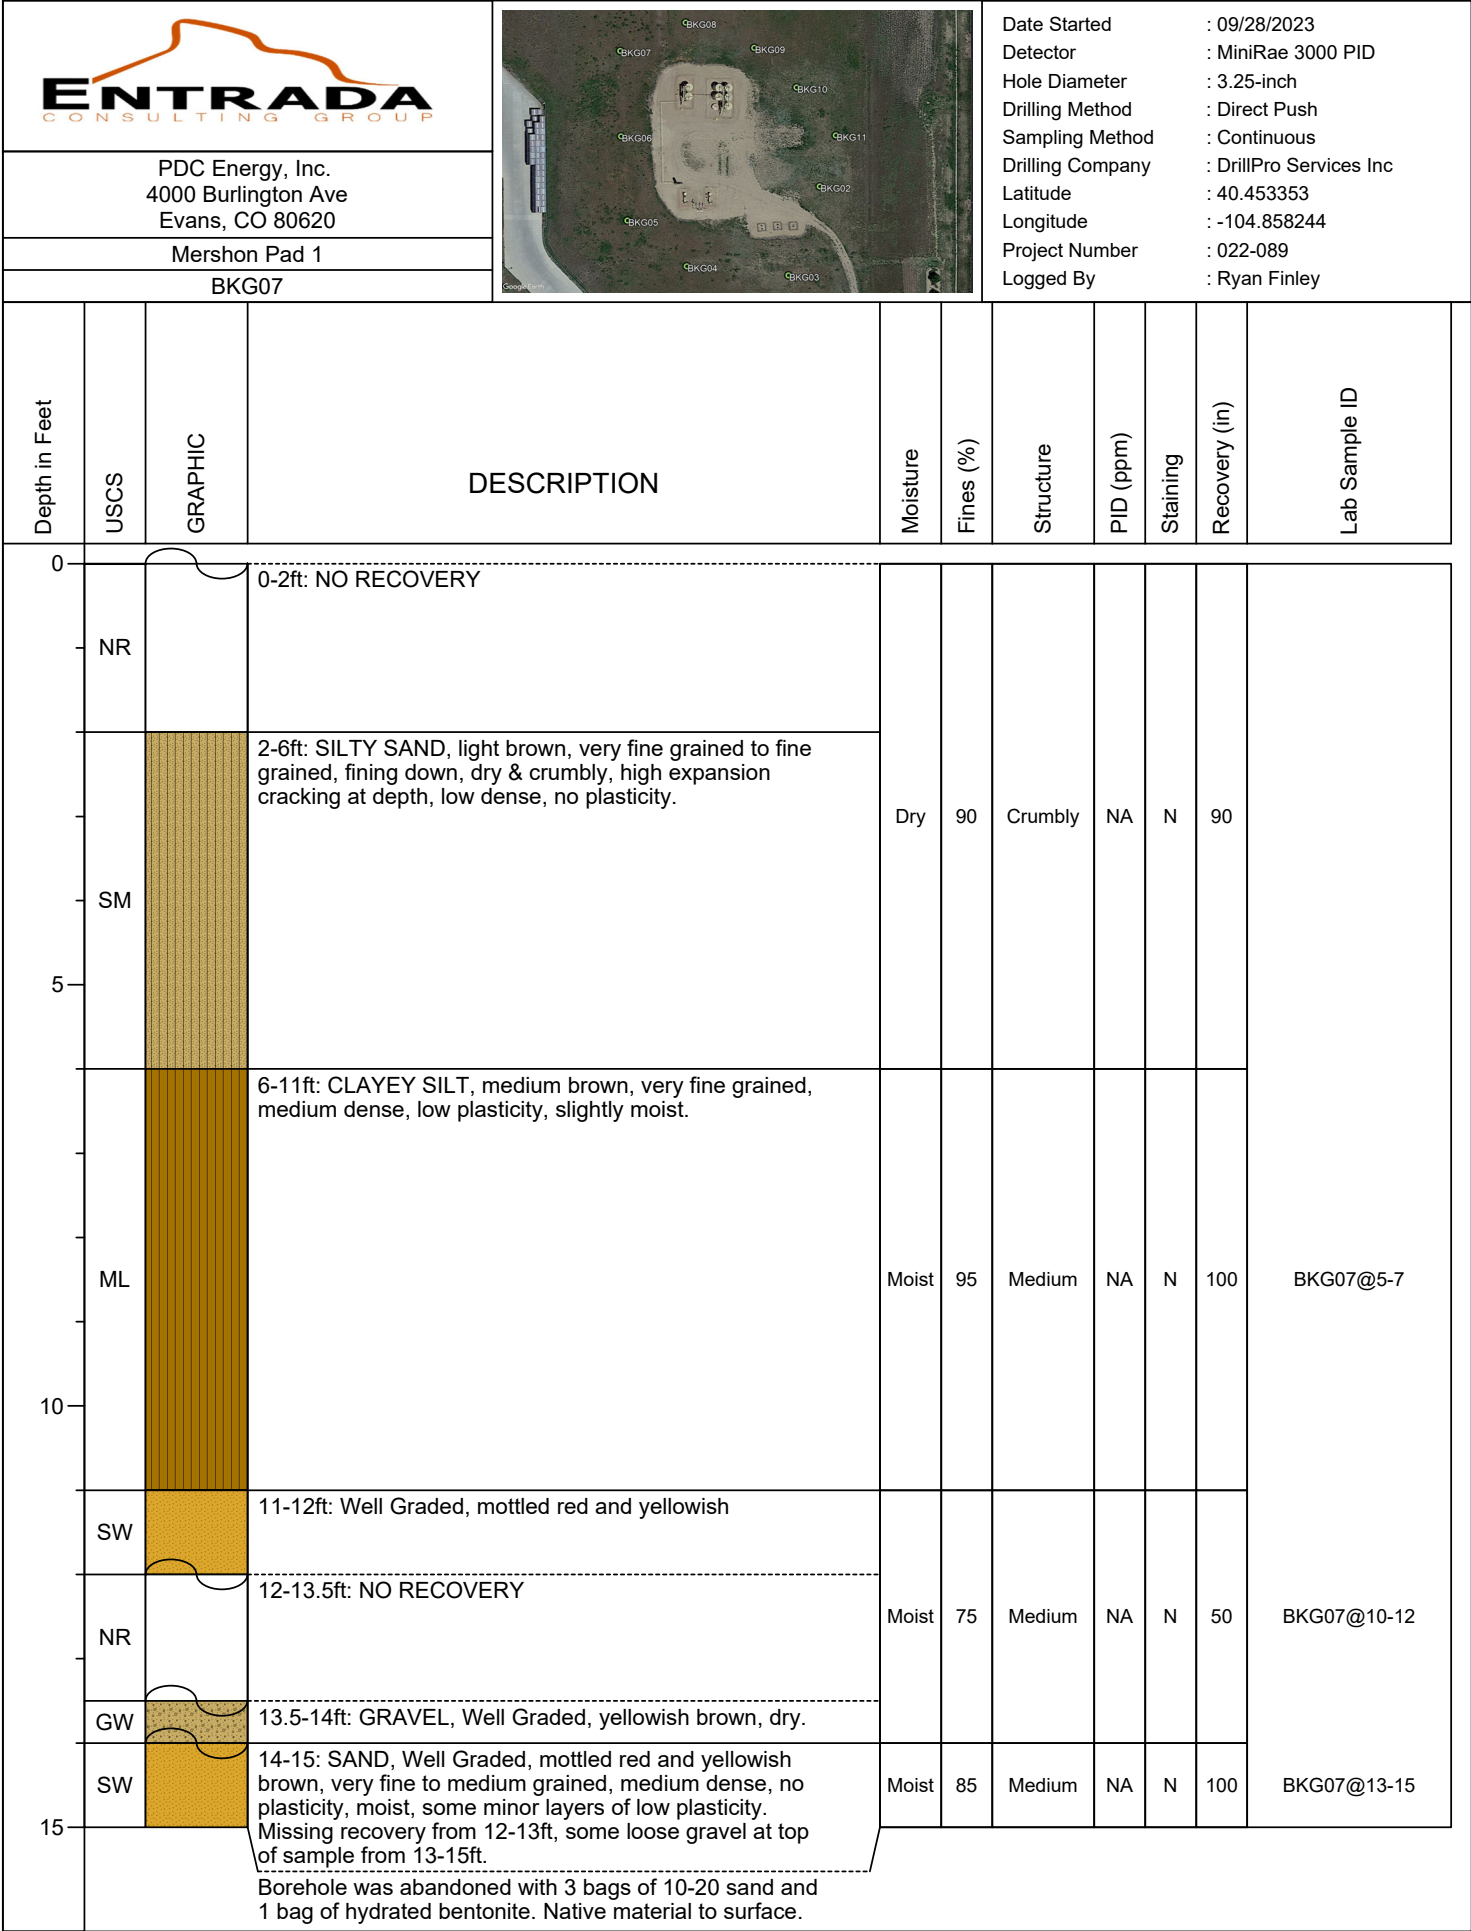 ENTRADA
CONSULTING GROUP
PDC Energy, Inc.
4000 Burlington Ave
Evans, CO 80620
Mershon Pad 1
BKG07
BKG08
BKG07
BKG09
BKG10
BKG06
BKG11
BKG02
BKG05
BKG04
BKG03
Google Earth
Date Started : 09/28/2023
Detector : MiniRae 3000 PID
Hole Diameter : 3.25-inch
Drilling Method : Direct Push
Sampling Method : Continuous
Drilling Company : DrillPro Services Inc
Latitude : 40.453353
Longitude : -104.858244
Project Number : 022-089
Logged By : Ryan Finley
Depth in Feet
USCS
GRAPHIC
DESCRIPTION
Moisture
Fines (%)
Structure
PID (ppm)
Staining
Recovery (in)
Lab Sample ID
0
0-2ft: NO RECOVERY
NR
2-6ft: SILTY SAND, light brown, very fine grained to fine
grained, fining down, dry & crumbly, high expansion
cracking at depth, low dense, no plasticity.
Dry 90 Crumbly NA N 90
SM
5
6-11ft: CLAYEY SILT, medium brown, very fine grained,
medium dense, low plasticity, slightly moist.
ML
Moist 95 Medium NA N 100 BKG07@5-7
10
11-12ft: Well Graded, mottled red and yellowish
SW
12-13.5ft: NO RECOVERY
NR
Moist 75 Medium NA N 50 BKG07@10-12
GW
13.5-14ft: GRAVEL, Well Graded, yellowish brown, dry.
14-15: SAND, Well Graded, mottled red and yellowish
brown, very fine to medium grained, medium dense, no
plasticity, moist, some minor layers of low plasticity.
Missing recovery from 12-13ft, some loose gravel at top
of sample from 13-15ft.
SW
Moist 85 Medium NA N 100 BKG07@13-15
15
Borehole was abandoned with 3 bags of 10-20 sand and
1 bag of hydrated bentonite. Native material to surface.